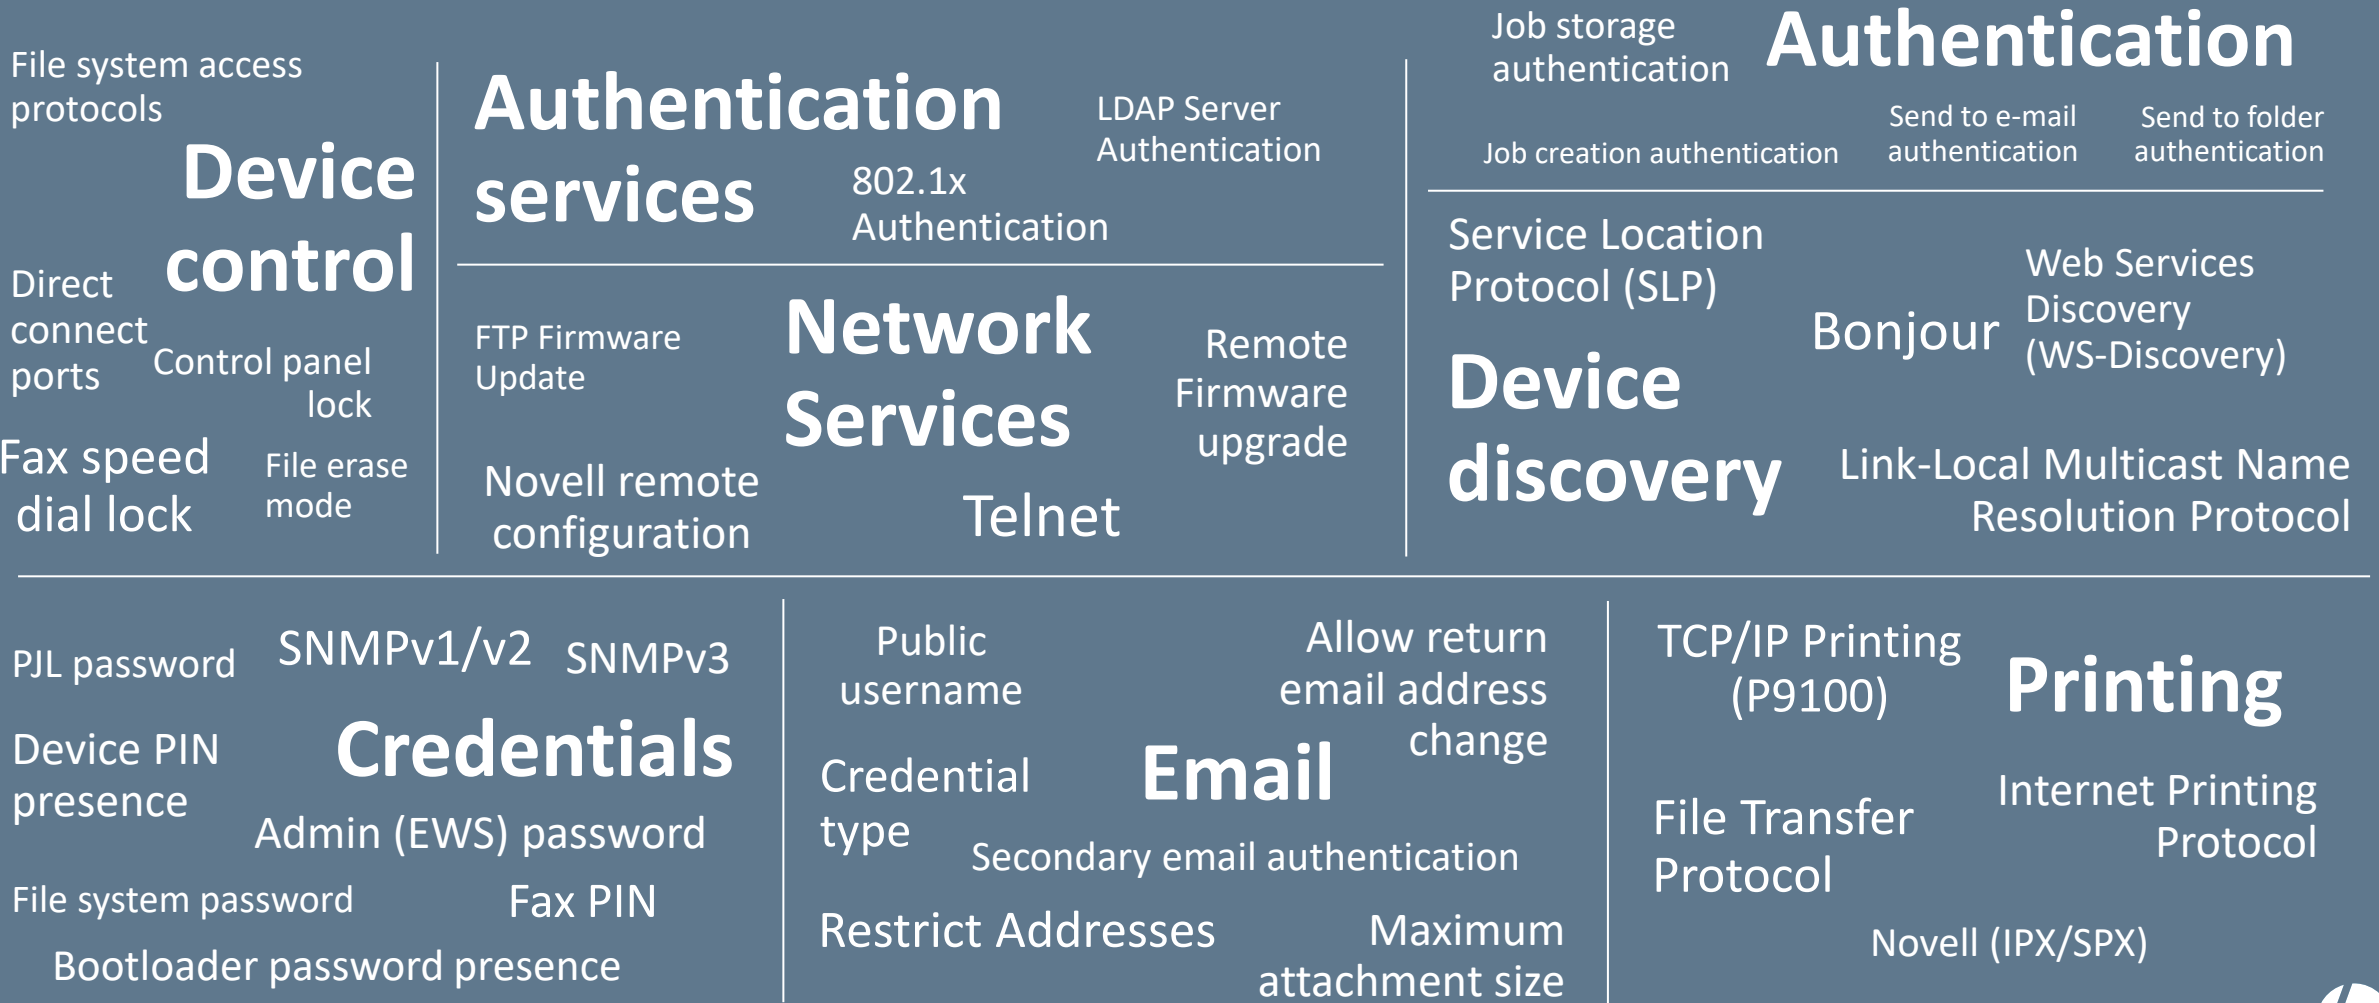 File system access
protocols
Device
control
Direct
connect
ports
Control panel
lock
Fax speed
dial lock
File erase
mode
Authentication
services
LDAP Server
Authentication
802.1x
Authentication
FTP Firmware
Update
Network
Services
Remote
Firmware
upgrade
Novell remote
configuration
Telnet
Job storage
authentication
Authentication
Job creation authentication
Send to e-mail
authentication
Send to folder
authentication
Service Location
Protocol (SLP)
Bonjour
Web Services
Discovery
(WS-Discovery)
Device
discovery
Link-Local Multicast Name
Resolution Protocol
PJL password
SNMPv1/v2
SNMPv3
Device PIN
presence
Credentials
Admin (EWS) password
File system password
Fax PIN
Bootloader password presence
Public
username
Allow return
email address
change
Credential
type
Email
Secondary email authentication
Restrict Addresses
Maximum
attachment size
TCP/IP Printing
(P9100)
Printing
File Transfer
Protocol
Internet Printing
Protocol
Novell (IPX/SPX)